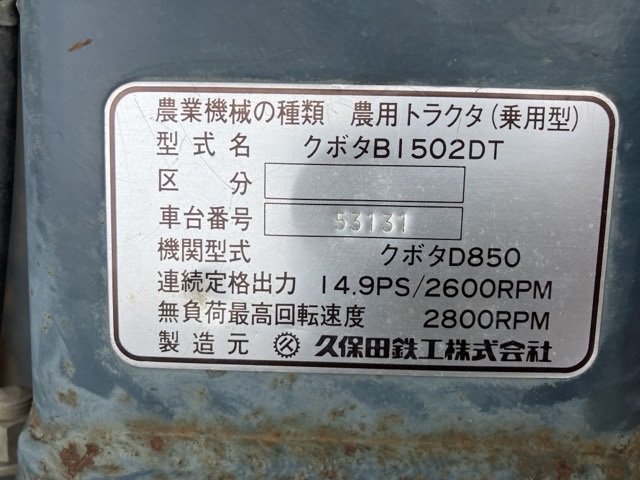 農業機械の種類 農用トラクタ(乗用型)
型式名 クボタB1502DT
区分
車台番号 53131
機関型式 クボタD850
連続定格出力 14.9PS/2600RPM
無負荷最高回転速度 2800RPM
製造元 久保田鉄工株式会社